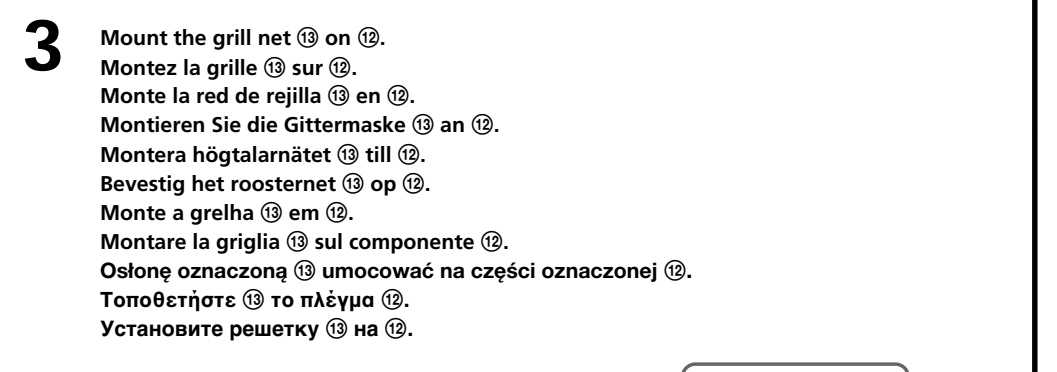 3
Mount the grill net ⑬ on ⑫.
Montez la grille ⑬ sur ⑫.
Monte la red de rejilla ⑬ en ⑫.
Montieren Sie die Gittermaske ⑬ an ⑫.
Montera högtalarnätet ⑬ till ⑫.
Bevestig het roosternet ⑬ op ⑫.
Monte a grelha ⑬ em ⑫.
Montare la griglia ⑬ sul componente ⑫.
Osłonę oznaczoną ⑬ umocować na części oznaczonej ⑫.
Τοποθετήστε ⑬ το πλέγμα ⑫.
Установите решетку ⑬ на ⑫.